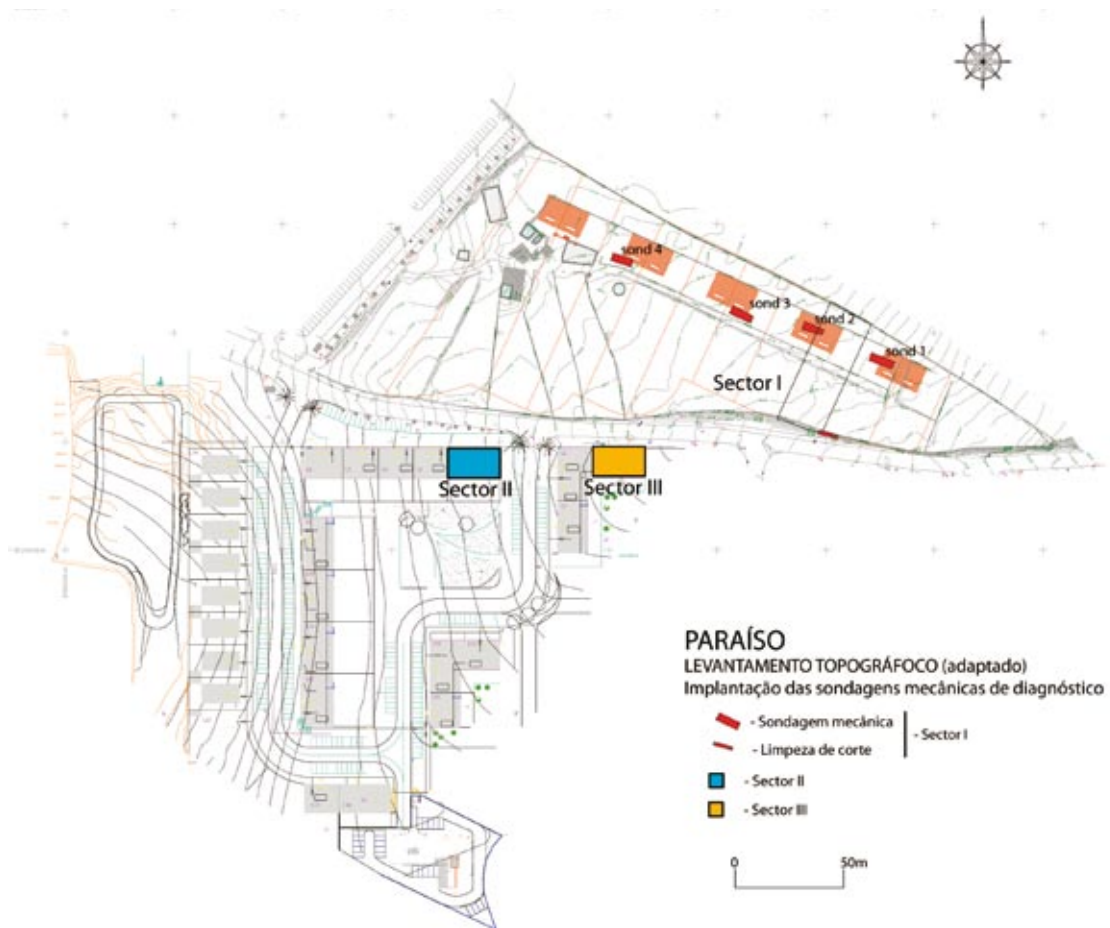 sond 4
sond 3
sond 2
sond 1
Sector I
Sector II
Sector III
PARAÍSO
LEVANTAMENTO TOPOGRÁFOCO (adaptado)
Implantação das sondagens mecânicas de diagnóstico
- Sondagem mecânica
- Limpeza de corte
- Sector I
- Sector II
- Sector III
0 50m